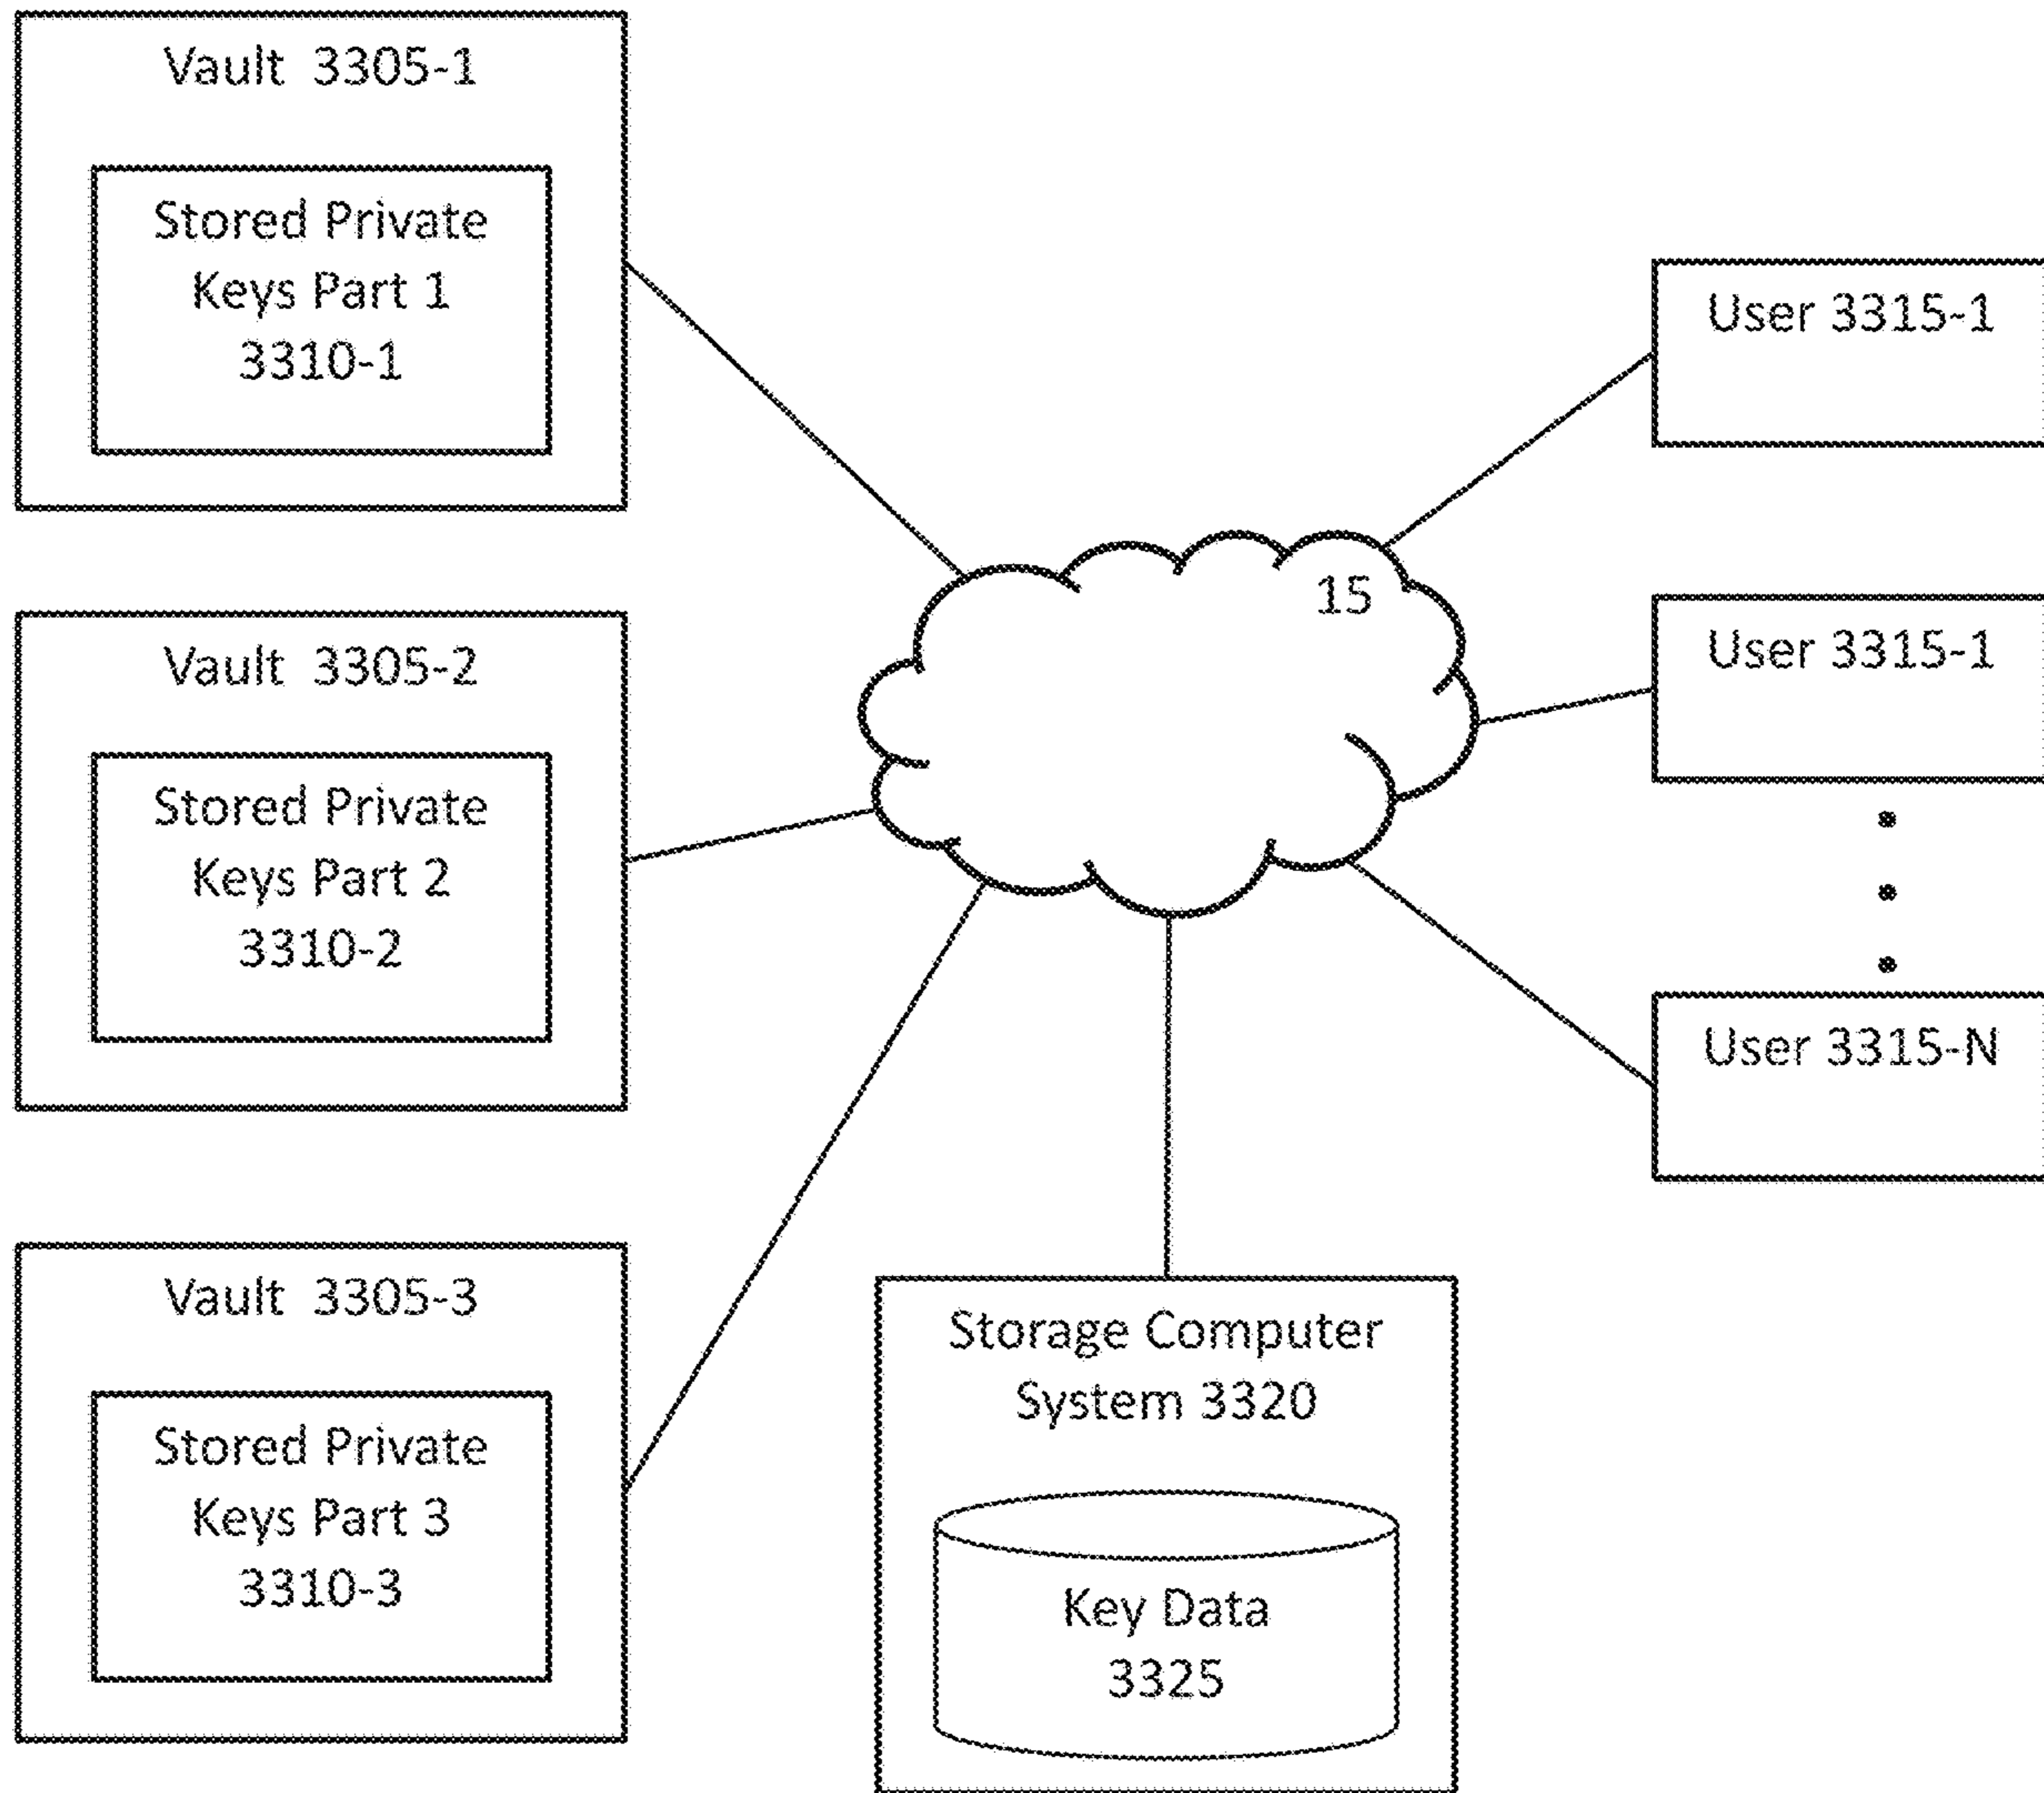 Vault 3305-1
Stored Private
Keys Part 1
3310-1
Vault 3305-2
Stored Private
Keys Part 2
3310-2
Vault 3305-3
Stored Private
Keys Part 3
3310-3
15
User 3315-1
User 3315-1
User 3315-N
Storage Computer
System 3320
Key Data
3325